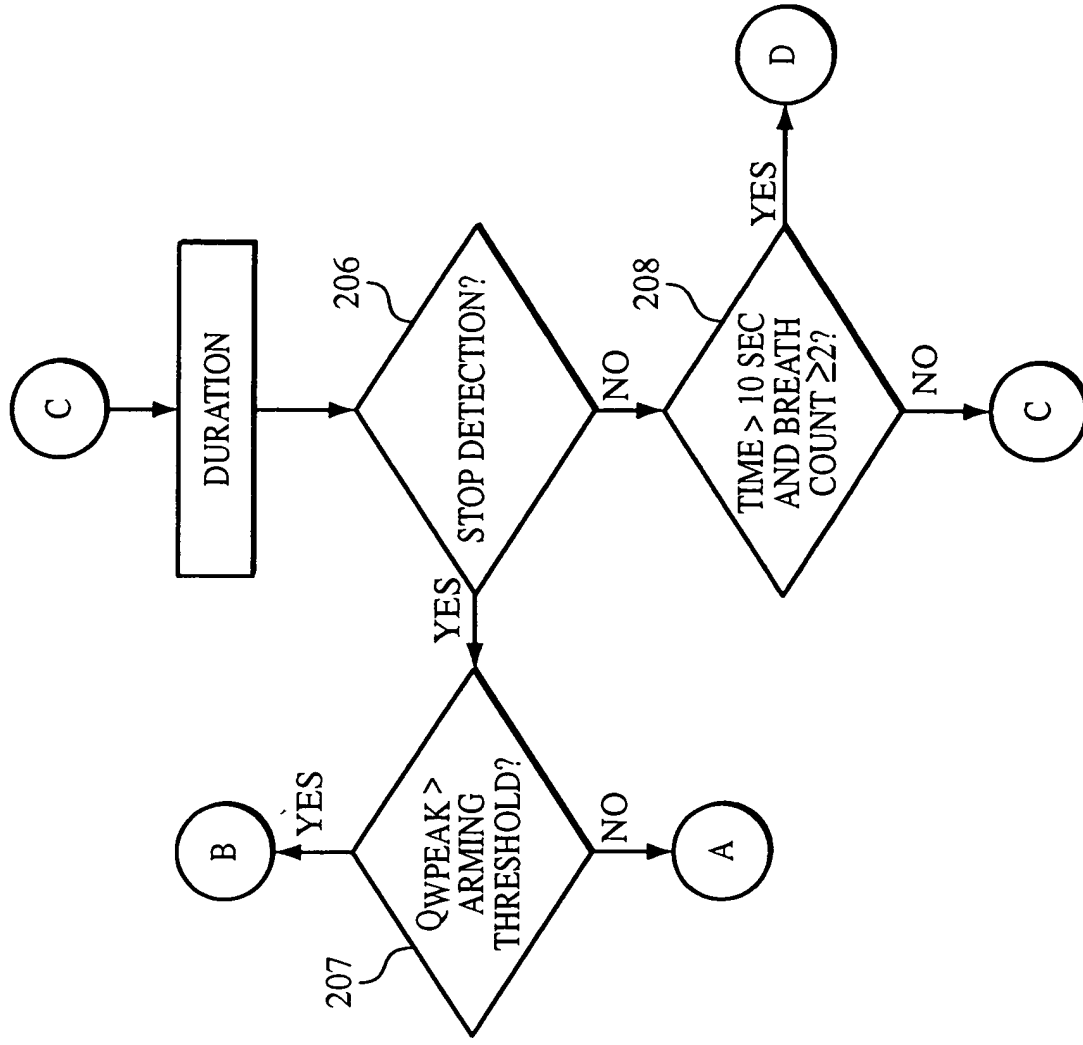 C
DURATION
206
STOP DETECTION?
YES
NO
207
QWPEAK >
ARMING
THRESHOLD?
YES
B
NO
A
208
TIME > 10 SEC
AND BREATH
COUNT ≥2?
YES
D
NO
C